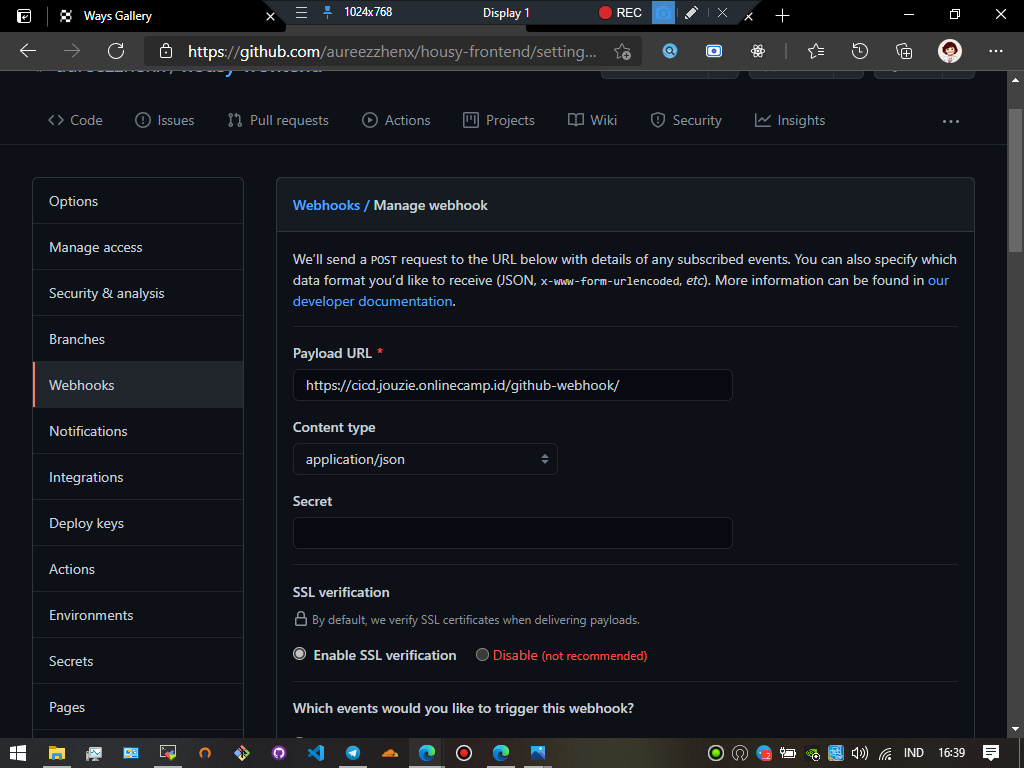 Ways Gallery
1024x768
Display 1
REC
https://github.com/aureezzhenx/housy-frontend/setting...
Code
Issues
Pull requests
Actions
Projects
Wiki
Security
Insights
Options
Manage access
Security & analysis
Branches
Webhooks
Notifications
Integrations
Deploy keys
Actions
Environments
Secrets
Pages
Webhooks / Manage webhook
We'll send a POST request to the URL below with details of any subscribed events. You can also specify which
data format you'd like to receive (JSON, x-www-form-urlencoded, etc). More information can be found in our
developer documentation.
Payload URL *
https://cicd.jouzie.onlinecamp.id/github-webhook/
Content type
application/json
Secret
SSL verification
By default, we verify SSL certificates when delivering payloads.
Enable SSL verification
Disable (not recommended)
Which events would you like to trigger this webhook?
IND
16:39